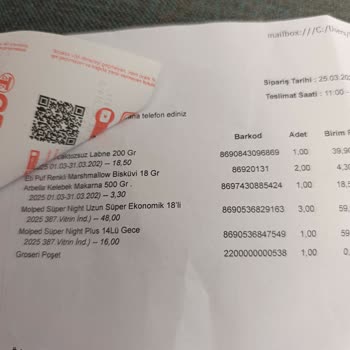 mailbox:///C:/Users
Sipariş Tarihi : 25.03.20
Teslimat Saati : 11:00 -
telefon ediniz
Barkod Adet Birim F
Labne 200 Gr 8690843096869 1,00 39,90
(2025 01.03-31.03.202) -- 18,50
Eti Puf Renkli Marshmallow Bisküvi 18 Gr 86920131 2,00 4,30
Arbella Kelebek Makarna 500 Gr . 8697430885424 1,00 18,5
2025 01.03-31.03.202) -- 3,30
Molped Süper Night Uzun Süper Ekonomik 18'li 8690536829163 3,00 59,
(2025 387 Vitrin İnd.) -- 48,00
Molped Süper Night Plus 14Lü Gece 8690536847549 1,00 59
(2025 387 Vitrin İnd.) -- 16,00
Groseri Poşet 2200000000538 1,00 0,